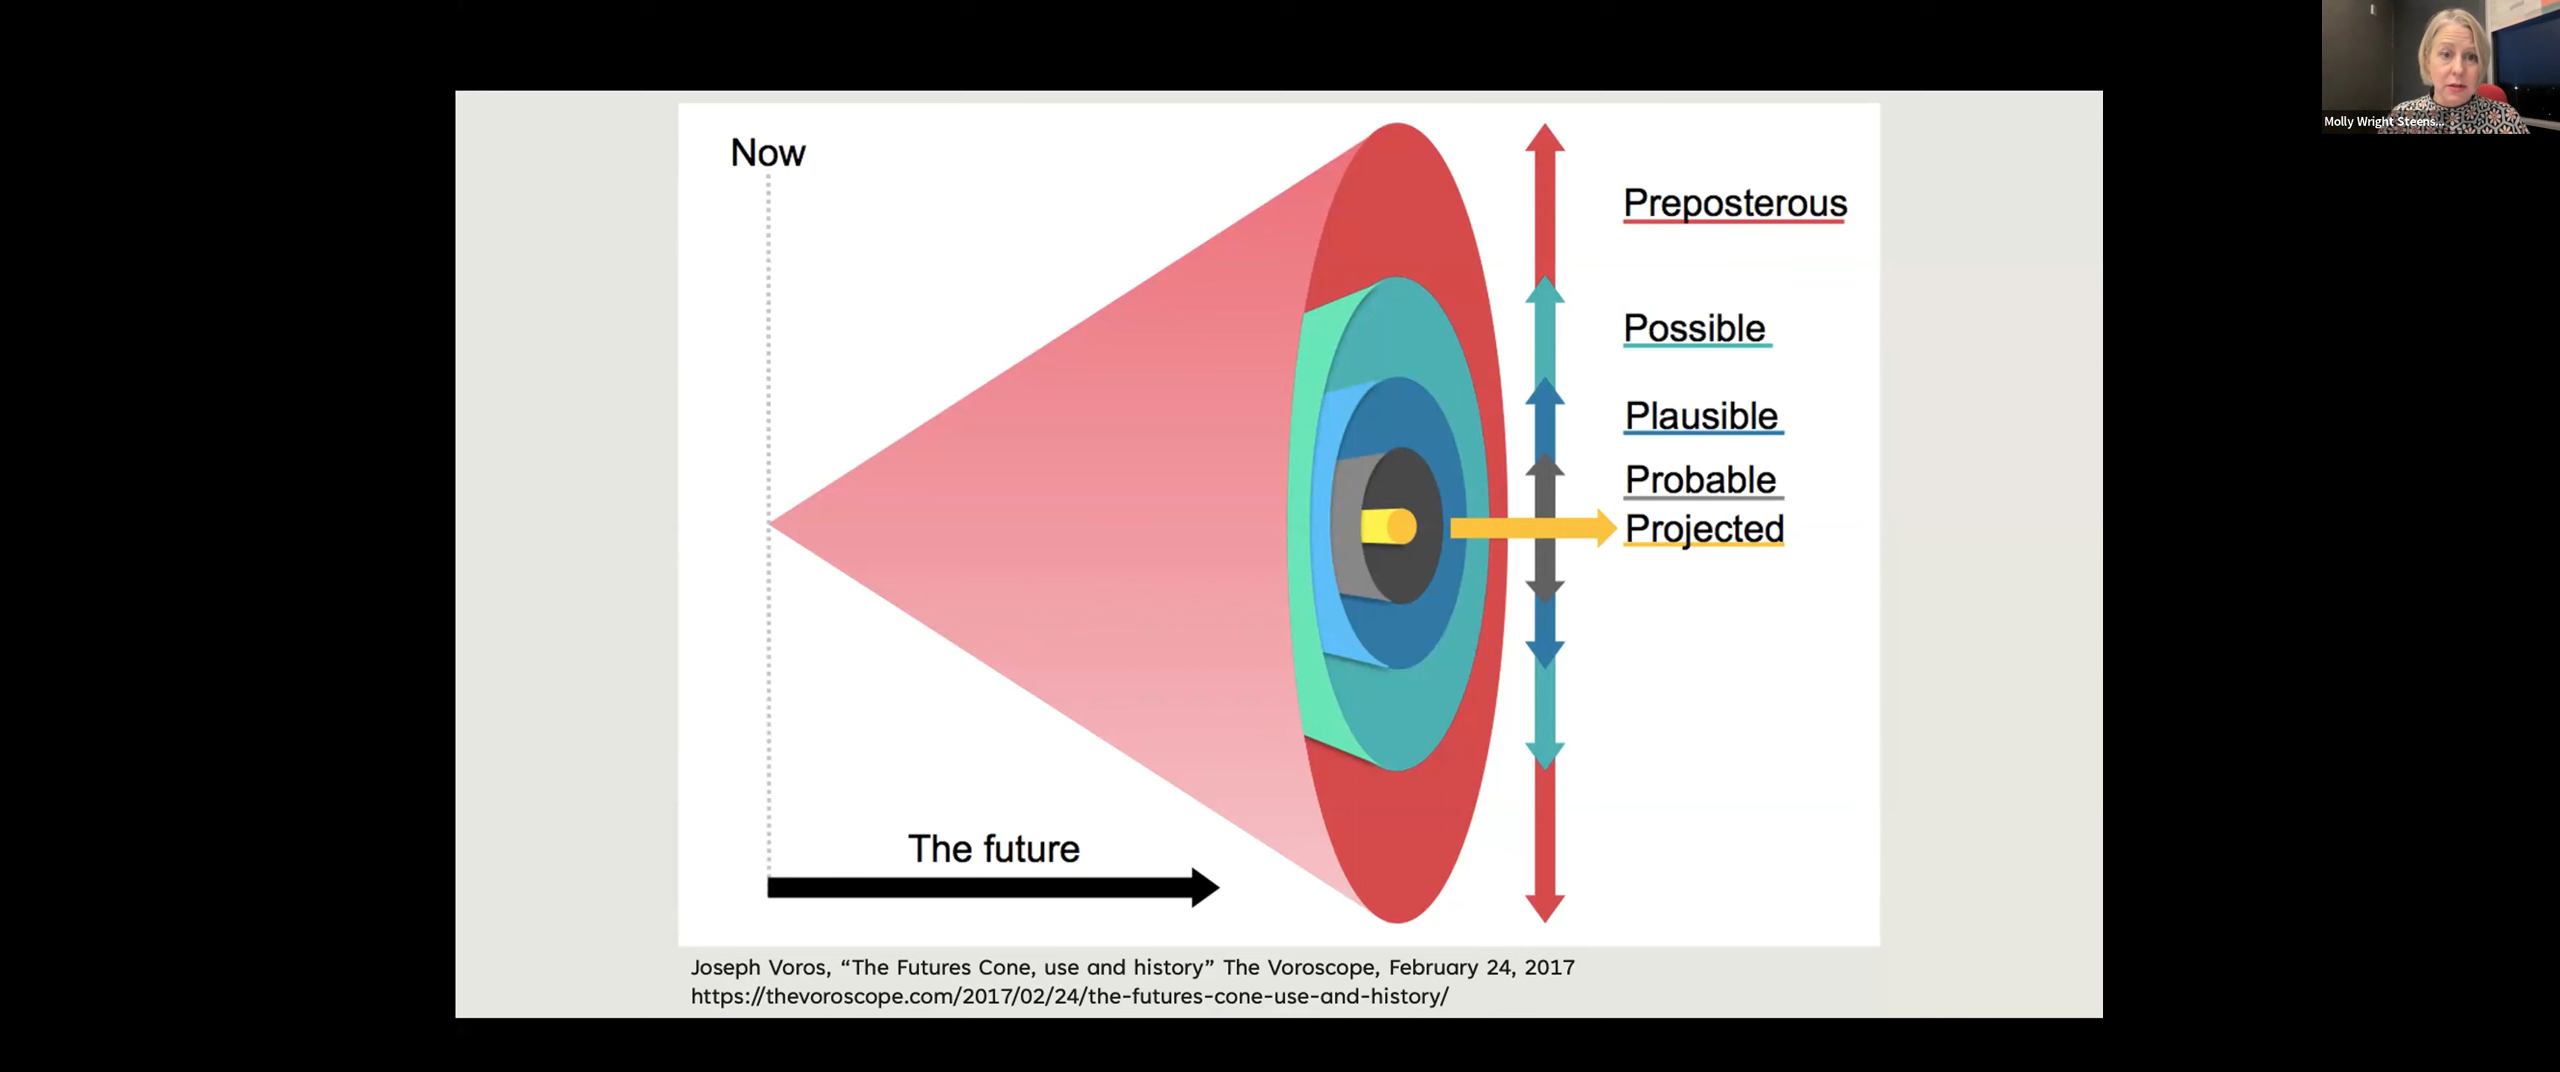 Molly Wright Steens...
Now
Preposterous
Possible
Plausible
Probable
Projected
The future
Joseph Voros, “The Futures Cone, use and history” The Voroscope, February 24, 2017
https://thevoroscope.com/2017/02/24/the-futures-cone-use-and-history/